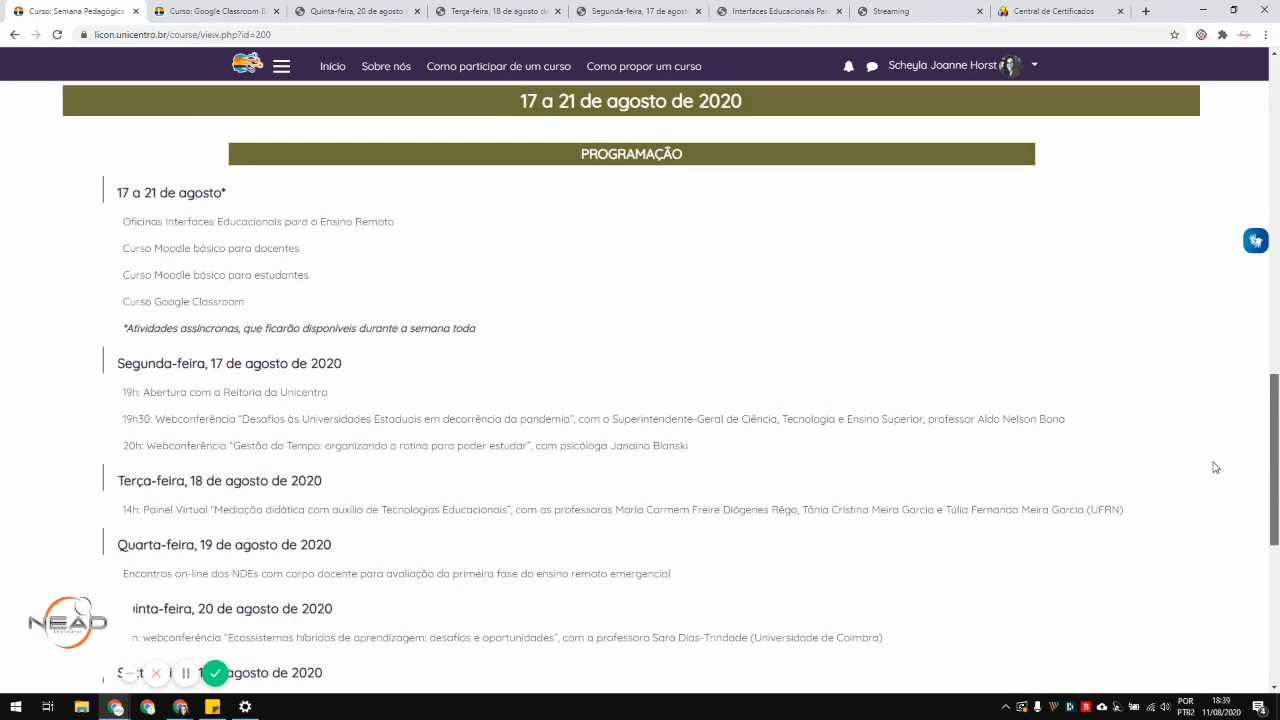 Curso: Semana Pedagógica
Curso: Google Classroom B
Quinta-feira, 20 de agosto
Terça-feira, 18 de agosto de
Segunda-feira, 17 de agosto
Interfaces Educacionais Para
Streaming
Central de Certificados
licon.unicentro.br/course/view.php?id=200
Início
Sobre nós
Como participar de um curso
Como propor um curso
Scheyla Joanne Horst
17 a 21 de agosto de 2020
PROGRAMAÇÃO
17 a 21 de agosto*
Oficinas Interfaces Educacionais para o Ensino Remoto
Curso Moodle básico para docentes
Curso Moodle básico para estudantes
Curso Google Classroom
*Atividades assíncronas, que ficarão disponíveis durante a semana toda
Segunda-feira, 17 de agosto de 2020
19h: Abertura com a Reitoria da Unicentro
19h30: Webconferência "Desafios às Universidades Estaduais em decorrência da pandemia", com o Superintendente-Geral de Ciência, Tecnologia e Ensino Superior, professor Aldo Nelson Bona
20h: Webconferência "Gestão do Tempo: organizando a rotina para poder estudar", com psicóloga Janaína Blanski
Terça-feira, 18 de agosto de 2020
14h: Painel Virtual "Mediação didática com auxílio de Tecnologias Educacionais", com as professoras Maria Carmem Freire Diógenes Rêgo, Tânia Cristina Meira Garcia e Túlia Fernanda Meira Garcia (UFRN)
Quarta-feira, 19 de agosto de 2020
Encontros on-line dos NDEs com corpo docente para avaliação da primeira fase do ensino remoto emergencial
inta-feira, 20 de agosto de 2020
h: webconferência "Ecossistemas híbridos de aprendizagem: desafios e oportunidades", com a professora Sara Dias-Trindade (Universidade de Coimbra)
NEAD
UNICENTRO
agosto de 2020
POR
PTB2
18:39
11/08/2020